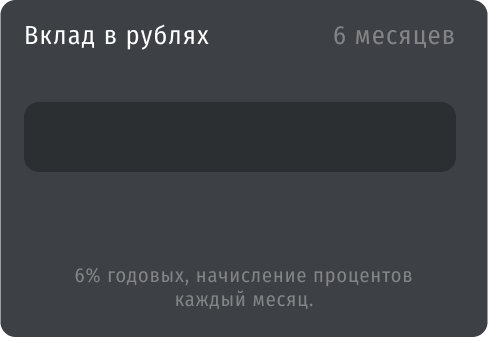 Вклад в рублях 6 месяцев
6% годовых, начисление процентов
каждый месяц.